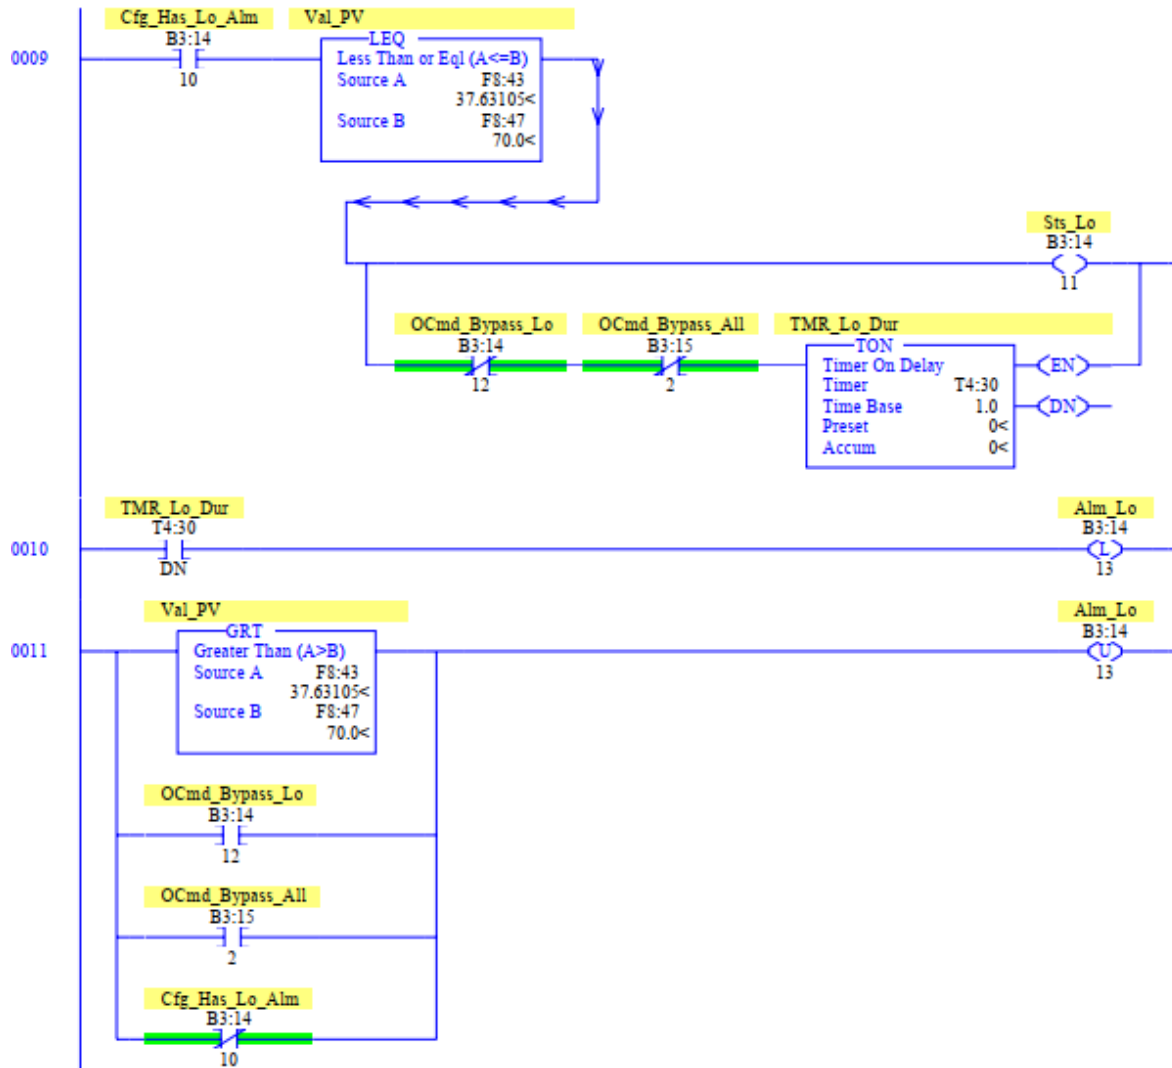 Cfg_Has_Lo_Alm Val_PV
B3:14 LEQ
0009 Less Than or Eql (A<=B)
10 Source A F8:43
37.63105<
Source B F8:47
70.0<
Sts_Lo
B3:14
11
OCmd_Bypass_Lo OCmd_Bypass_All TMR_Lo_Dur
B3:14 B3:15 TON
Timer On Delay EN
12 2 Timer T4:30
Time Base 1.0 DN
Preset 0<
Accum 0<
TMR_Lo_Dur Alm_Lo
T4:30 B3:14
0010 L
DN 13
Val_PV Alm_Lo
GRT B3:14
0011 Greater Than (A>B) U
Source A F8:43 13
37.63105<
Source B F8:47
70.0<
OCmd_Bypass_Lo
B3:14
12
OCmd_Bypass_All
B3:15
2
Cfg_Has_Lo_Alm
B3:14
10